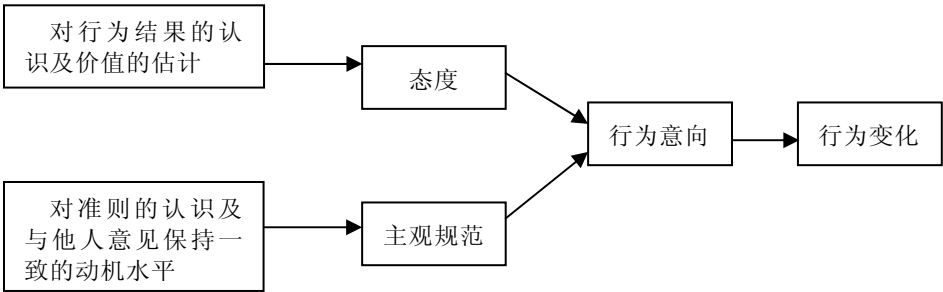 对行为结果的认
识及价值的估计
态度
行为意向
行为变化
对准则的认识及
与他人意见保持一
致的动机水平
主观规范